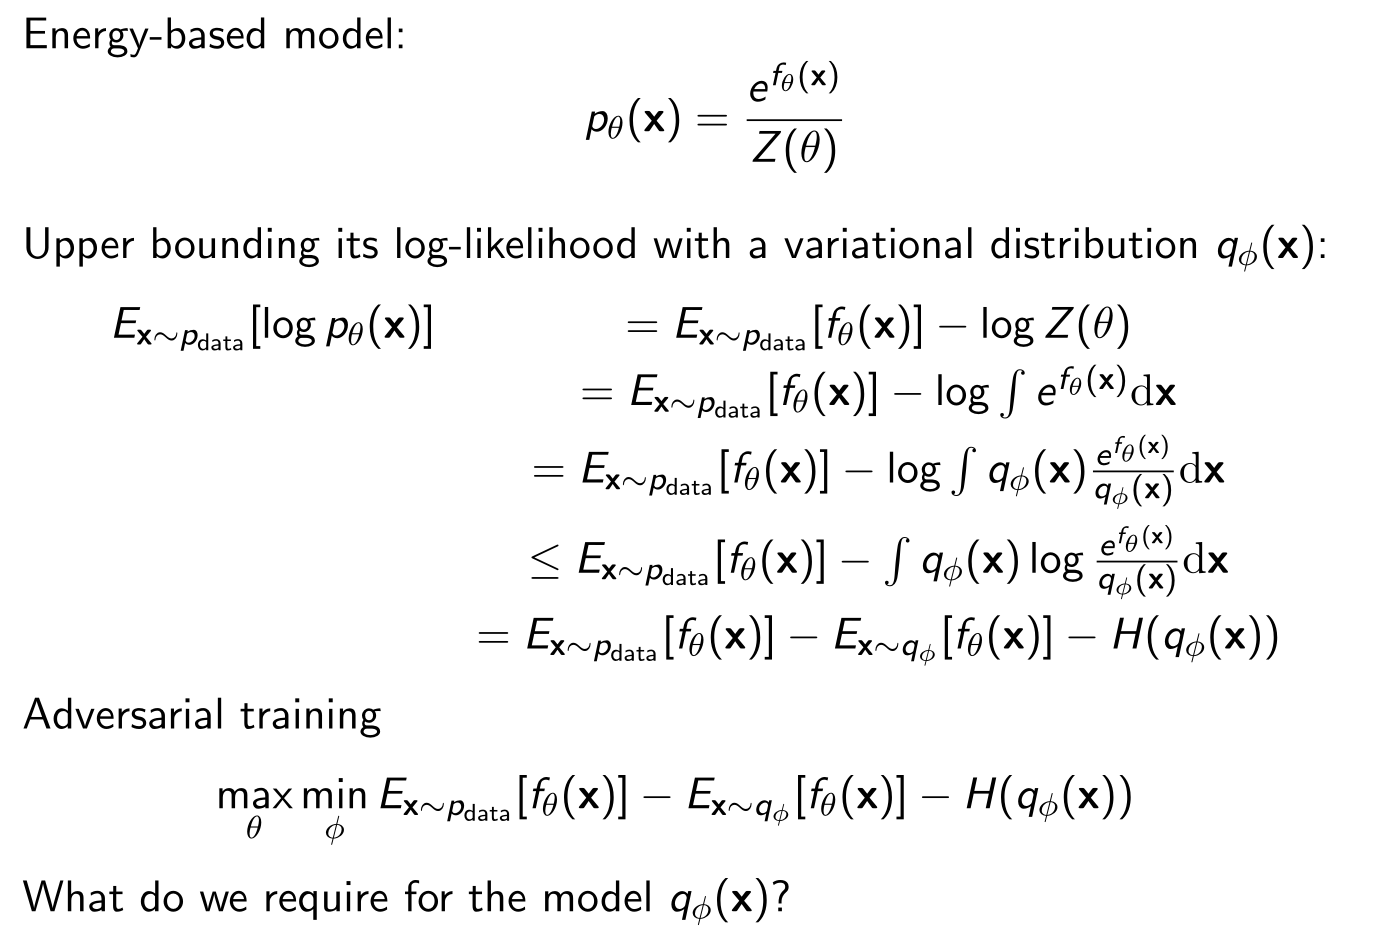 Energy-based model:
$$p_\theta(\mathbf{x}) = \frac{e^{f_\theta(\mathbf{x})}}{Z(\theta)}$$
Upper bounding its log-likelihood with a variational distribution $q_\phi(\mathbf{x})$:
$$E_{\mathbf{x}\sim p_{\text{data}}}[\log p_\theta(\mathbf{x})] = E_{\mathbf{x}\sim p_{\text{data}}}[f_\theta(\mathbf{x})] - \log Z(\theta)$$
$$= E_{\mathbf{x}\sim p_{\text{data}}}[f_\theta(\mathbf{x})] - \log \int e^{f_\theta(\mathbf{x})} \mathrm{d}\mathbf{x}$$
$$= E_{\mathbf{x}\sim p_{\text{data}}}[f_\theta(\mathbf{x})] - \log \int q_\phi(\mathbf{x}) \frac{e^{f_\theta(\mathbf{x})}}{q_\phi(\mathbf{x})} \mathrm{d}\mathbf{x}$$
$$\leq E_{\mathbf{x}\sim p_{\text{data}}}[f_\theta(\mathbf{x})] - \int q_\phi(\mathbf{x}) \log \frac{e^{f_\theta(\mathbf{x})}}{q_\phi(\mathbf{x})} \mathrm{d}\mathbf{x}$$
$$= E_{\mathbf{x}\sim p_{\text{data}}}[f_\theta(\mathbf{x})] - E_{\mathbf{x}\sim q_\phi}[f_\theta(\mathbf{x})] - H(q_\phi(\mathbf{x}))$$
Adversarial training
$$\max_\theta \min_\phi E_{\mathbf{x}\sim p_{\text{data}}}[f_\theta(\mathbf{x})] - E_{\mathbf{x}\sim q_\phi}[f_\theta(\mathbf{x})] - H(q_\phi(\mathbf{x}))$$
What do we require for the model $q_\phi(\mathbf{x})$?